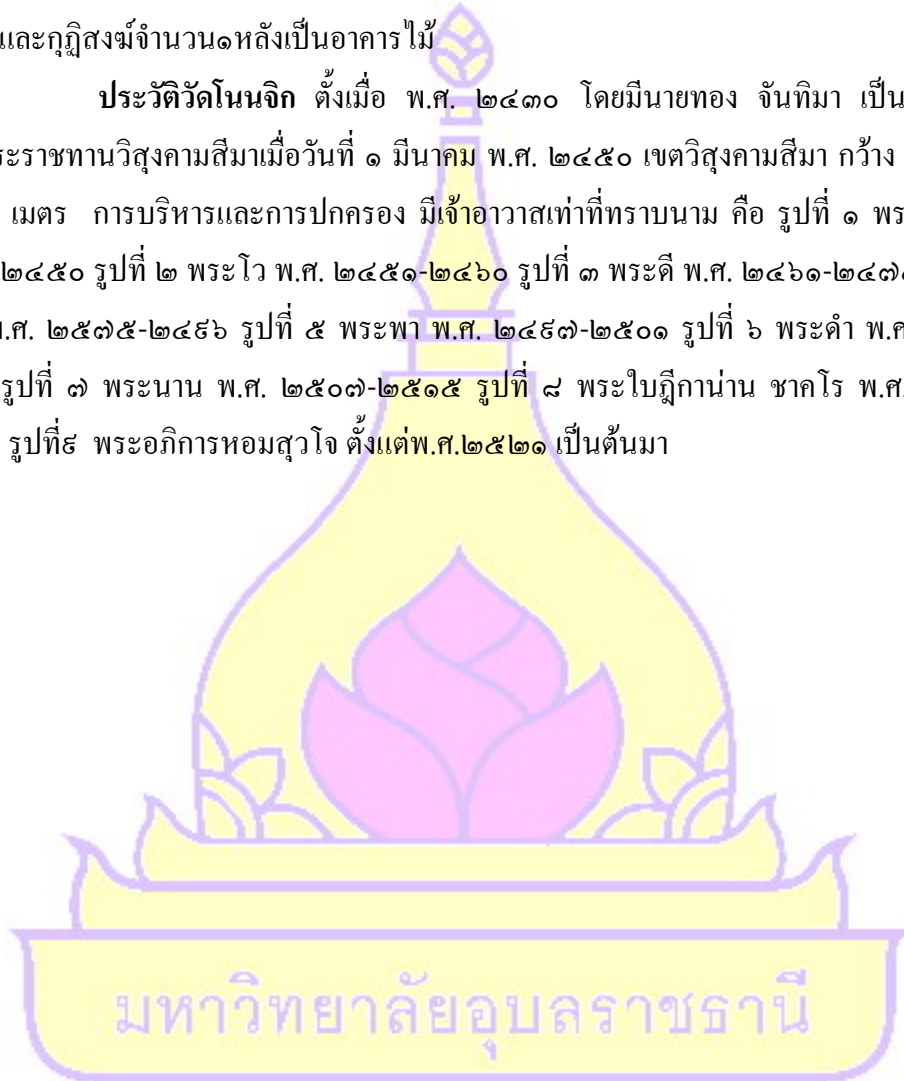 และกุฏิสงฆ์จำนวน๑หลังเป็นอาคารไม้
ประวัติวัดโนนจิก ตั้งเมื่อ พ.ศ. ๒๔๓๐ โดยมีนายทอง จันทิมา เป็น
ะราชทานวิสุงคามสีมาเมื่อวันที่ ๑ มีนาคม พ.ศ. ๒๔๕๐ เขตวิสุงคามสีมา กว้าง
เมตร การบริหารและการปกครอง มีเจ้าอาวาสเท่าที่ทราบนาม คือ รูปที่ ๑ พร
๒๔๕๐ รูปที่ ๒ พระโว พ.ศ. ๒๔๕๑-๒๔๖๐ รูปที่ ๓ พระดี พ.ศ. ๒๔๖๑-๒๔๗
.ศ. ๒๕๗๕-๒๔๙๖ รูปที่ ๕ พระพา พ.ศ. ๒๔๙๗-๒๕๐๑ รูปที่ ๖ พระดำ พ.ศ
รูปที่ ๗ พระนาน พ.ศ. ๒๕๐๗-๒๕๑๕ รูปที่ ๘ พระใบฎีกาน่าน ชาคโร พ.ศ.
รูปที่๙ พระอภิการหอมสุวโจ ตั้งแต่พ.ศ.๒๕๒๑ เป็นต้นมา
มหาวิทยาลัยอุบลราชธานี